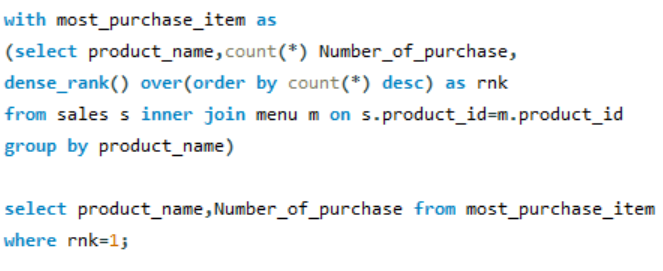 with most_purchase_item as
(select product_name,count(*) Number_of_purchase,
dense_rank() over(order by count(*) desc) as rnk
from sales s inner join menu m on s.product_id=m.product_id
group by product_name)
select product_name,Number_of_purchase from most_purchase_item
where rnk=1;